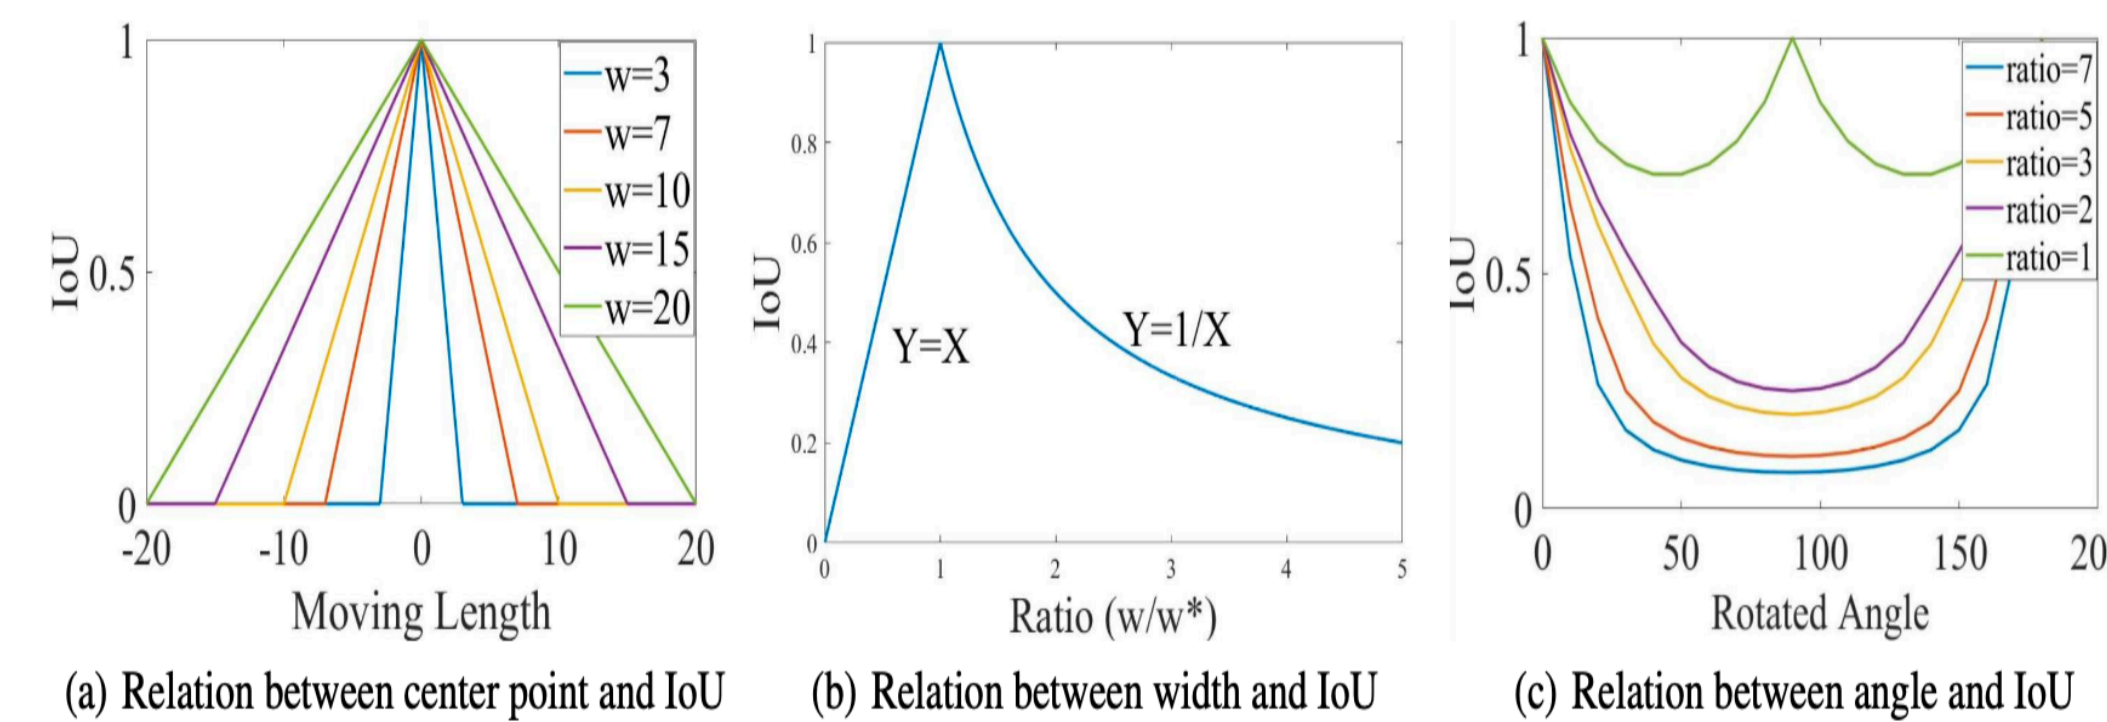 1
0.5
0
IoU
-20 -10 0 10 20
Moving Length
w=3
w=7
w=10
w=15
w=20
(a) Relation between center point and IoU
1
0.8
0.6
0.4
0.2
0
IoU
Y=X
Y=1/X
0 1 2 3 4 5
Ratio (w/w*)
(b) Relation between width and IoU
1
0.5
0
IoU
0 50 100 150 20
Rotated Angle
ratio=7
ratio=5
ratio=3
ratio=2
ratio=1
(c) Relation between angle and IoU